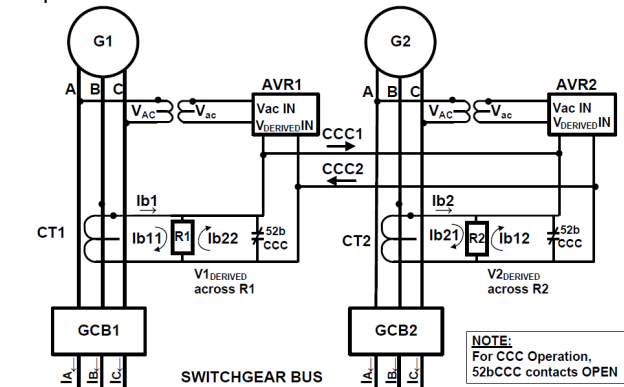 G1
G2
A B C
A B C
AVR1
AVR2
VAC
Vac
Vac IN
VDERIVEDIN
VAC
Vac
Vac IN
VDERIVEDIN
CCC1
CCC2
Ib1
Ib2
CT1
Ib11
R1
Ib22
52b
CCC
CT2
Ib21
R2
Ib12
52b
CCC
V1DERIVED
across R1
V2DERIVED
across R2
GCB1
GCB2
NOTE:
For CCC Operation,
52bCCC contacts OPEN
IA
IB
IC
SWITCHGEAR BUS
IA
IB
IC